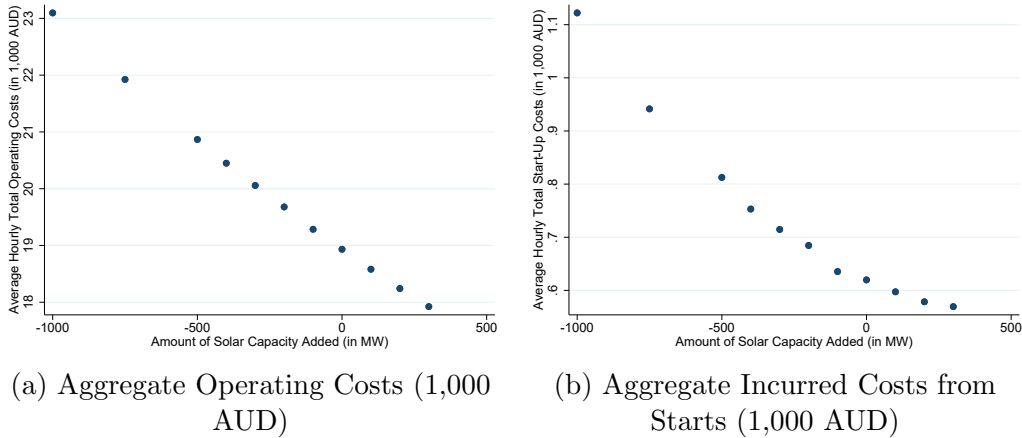 Average Hourly Total Operating Costs (in 1,000 AUD)
23
22
21
20
19
18
-1000
-500
0
500
Amount of Solar Capacity Added (in MW)
(a) Aggregate Operating Costs (1,000
AUD)
Average Hourly Total Start-Up Costs (in 1,000 AUD)
1.1
1
.9
.8
.7
.6
-1000
-500
0
500
Amount of Solar Capacity Added (in MW)
(b) Aggregate Incurred Costs from
Starts (1,000 AUD)